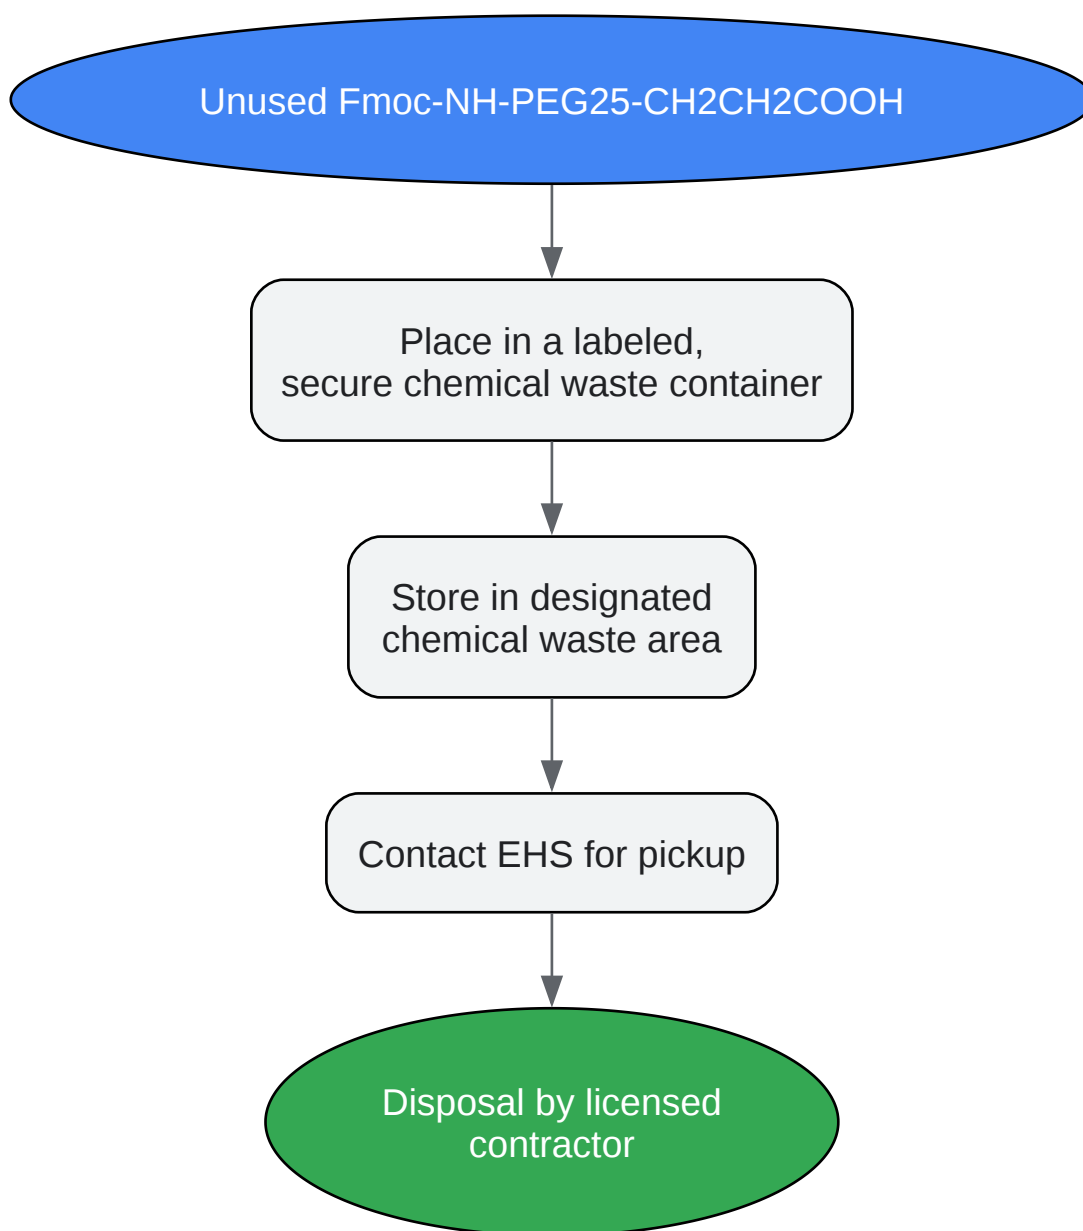 Unused Fmoc-NH-PEG25-CH2CH2COOH
Place in a labeled,
secure chemical waste container
Store in designated
chemical waste area
Contact EHS for pickup
Disposal by licensed
contractor